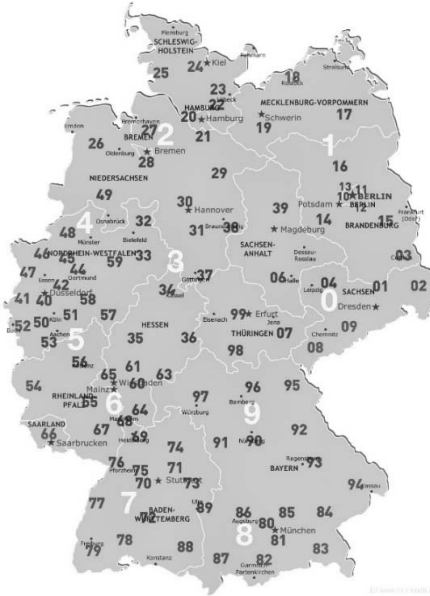 Flensburg
SCHLESWIG-
HOLSTEIN
Kiel
24
25
Fehmarn
Stralsund
18
Rostock
23
Lübeck
22
HAMBURG
20
Hamburg
MECKLENBURG-VORPOMMERN
Schwerin
19
17
Bremerhaven
27
BREMEN
2
21
Emden
26
Oldenburg
Bremen
28
1
16
NIEDERSACHSEN
29
13
11
10
BERLIN
BERLIN
12
Potsdam
49
30
Hannover
39
14
15
BRANDENBURG
Frankfurt
(Oder)
4
Osnabrück
32
Braunschweig
38
31
Magdeburg
48
Münster
Bielefeld
SACHSEN-
ANHALT
46
45
NORDRHEIN-WESTFALEN
33
59
3
Dessau-
Rosslau
03
47
Essen
44
Dortmund
42
Düsseldorf
37
Göttingen
06
Halle
04
Leipzig
0
SACHSEN
01
02
41
40
58
34
Kassel
Dresden
52
50
Köln
51
57
Eisenach
99
Erfurt
Jena
09
Chemnitz
Aachen
5
53
HESSEN
35
36
THÜRINGEN
07
08
98
56
65
61
63
54
Wiesbaden
60
Mainz
RHEINLAND-
PFALZ
55
6
97
96
95
Bamberg
64
Würzburg
9
SAARLAND
66
Saarbrücken
67
68
69
Heidelberg
92
91
90
Nürnberg
74
76
Pforzheim
75
71
BAYERN
Regensburg
93
70
Stuttgart
73
94
Passau
77
7
72
BADEN-
WÜRTTEMBERG
Ulm
89
86
Augsburg
85
84
80
München
8
81
Freiburg
79
78
88
Konstanz
87
82
83
Garmisch-
Partenkirchen